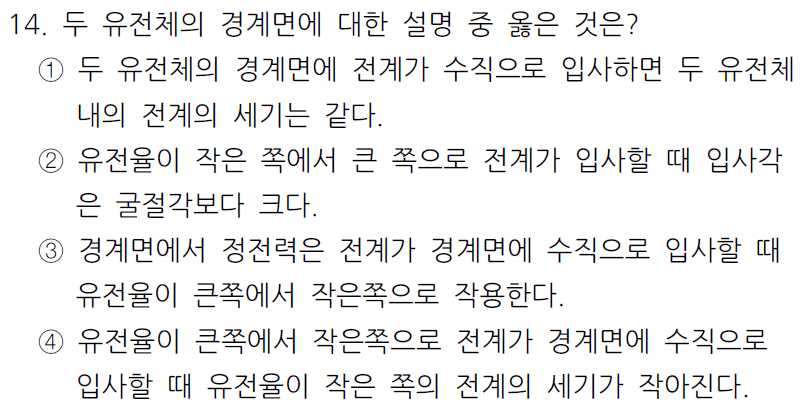 14. 두 유전체의 경계면에 대한 설명 중 옳은 것은?
① 두 유전체의 경계면에 전계가 수직으로 입사하면 두 유전체
내의 전계의 세기는 같다.
② 유전율이 작은 쪽에서 큰 쪽으로 전계가 입사할 때 입사각
은 굴절각보다 크다.
③ 경계면에서 정전력은 전계가 경계면에 수직으로 입사할 때
유전율이 큰쪽에서 작은쪽으로 작용한다.
④ 유전율이 큰쪽에서 작은쪽으로 전계가 경계면에 수직으로
입사할 때 유전율이 작은 쪽의 전계의 세기가 작아진다.